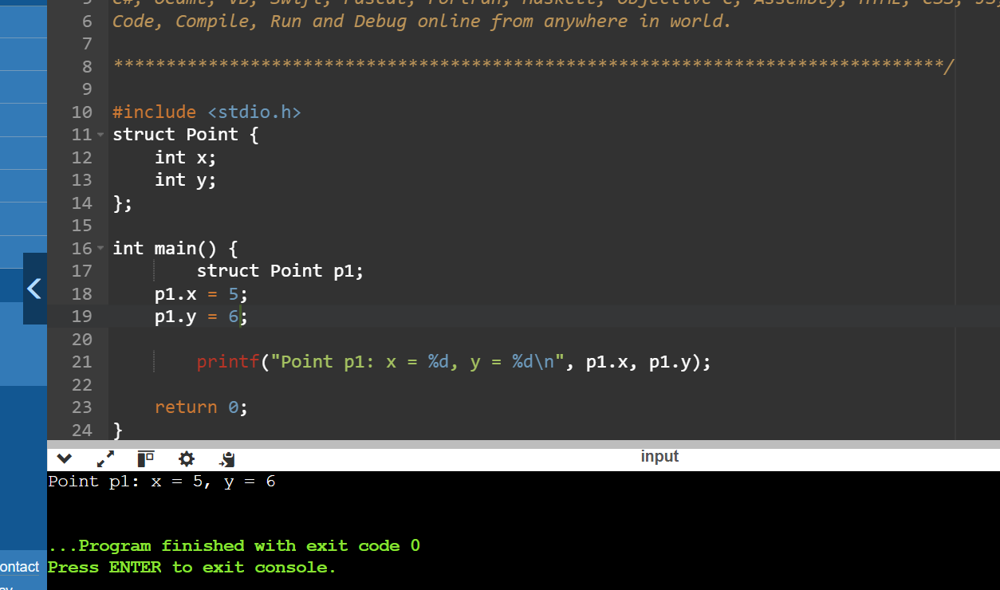 5 C#, Ocaml, VB, Swift, Pascal, Fortran, Haskell, Objective-C, Assembly, HTML, CSS, JS,
6 Code, Compile, Run and Debug online from anywhere in world.
7
8 *******************************************************************************/
9
10 #include <stdio.h>
11 struct Point {
12     int x;
13     int y;
14 };
15
16 int main() {
17         struct Point p1;
18     p1.x = 5;
19     p1.y = 6;
20
21         printf("Point p1: x = %d, y = %d\n", p1.x, p1.y);
22
23     return 0;
24 }
input
Point p1: x = 5, y = 6
...Program finished with exit code 0
ontact
Press ENTER to exit console.